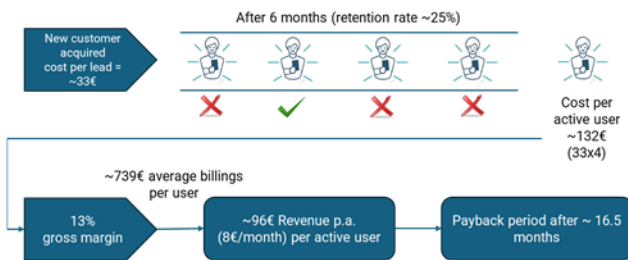 After 6 months (retention rate ~25%)
New customer
acquired
cost per lead =
~33€
Cost per
active user
~132€
(33x4)
~739€ average billings
per user
13%
gross margin
~96€ Revenue p.a.
(8€/month) per active user
Payback period after ~ 16.5
months